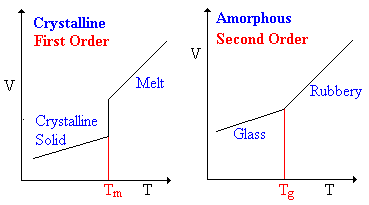 Crystalline
First Order
V
Melt
Crystalline
Solid
Tm
T
Amorphous
Second Order
V
Rubbery
Glass
Tg
T